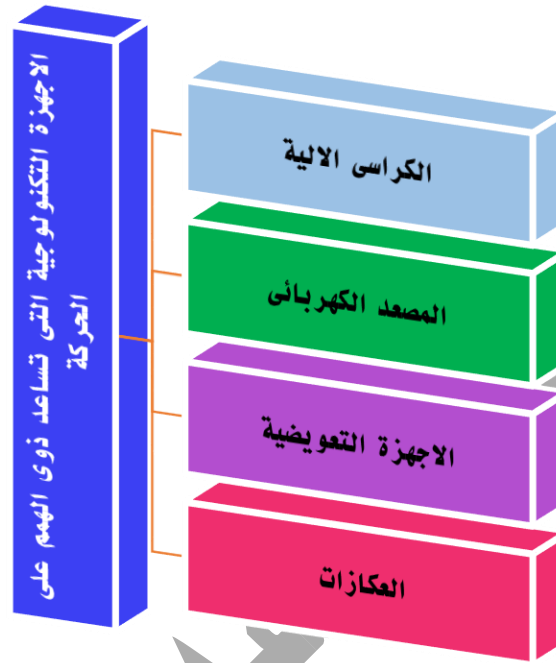 الاجهزة التكنولوجية التى تساعد ذوى الهمم على
الحركة
الكراسى الالية
المصعد الكهربائى
الاجهزة التعويضية
العكازات